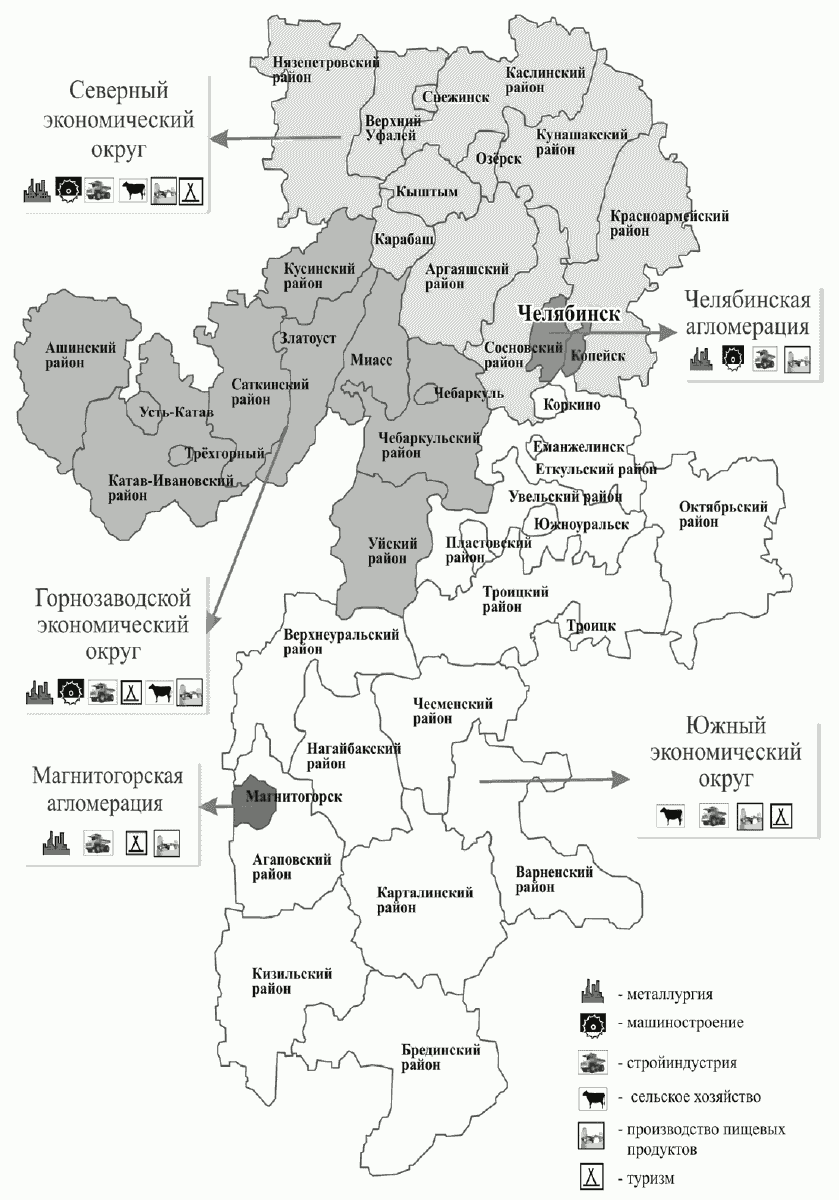 Нязепетровский
район
Каслинский
район
Северный
экономический
округ
Снежинск
Верхний
Уфалей
Кунашакский
район
Озёрск
Кыштым
Красноармейский
район
Карабаш
Кусинский
район
Аргаяшский
район
Челябинск
Челябинская
агломерация
Ашинский
район
Златоуст
Миасс
Сосновский
район
Копейск
Саткинский
район
Чебаркуль
Коркино
Усть-Катав
Чебаркульский
район
Еманжелинск
Трёхгорный
Еткульский район
Катав-Ивановский
район
Увельский район
Октябрьский
район
Южноуральск
Уйский
район
Пластовский
район
Троицкий
район
Горнозаводской
экономический
округ
Верхнеуральский
район
Троицк
Чесменский
район
Южный
экономический
округ
Нагайбакский
район
Магнитогорская
агломерация
Магнитогорск
Агаповский
район
Варненский
район
Карталинский
район
Кизильский
район
- металлургия
- машиностроение
Брединский
район
- стройиндустрия
- сельское хозяйство
- производство пищевых
продуктов
- туризм